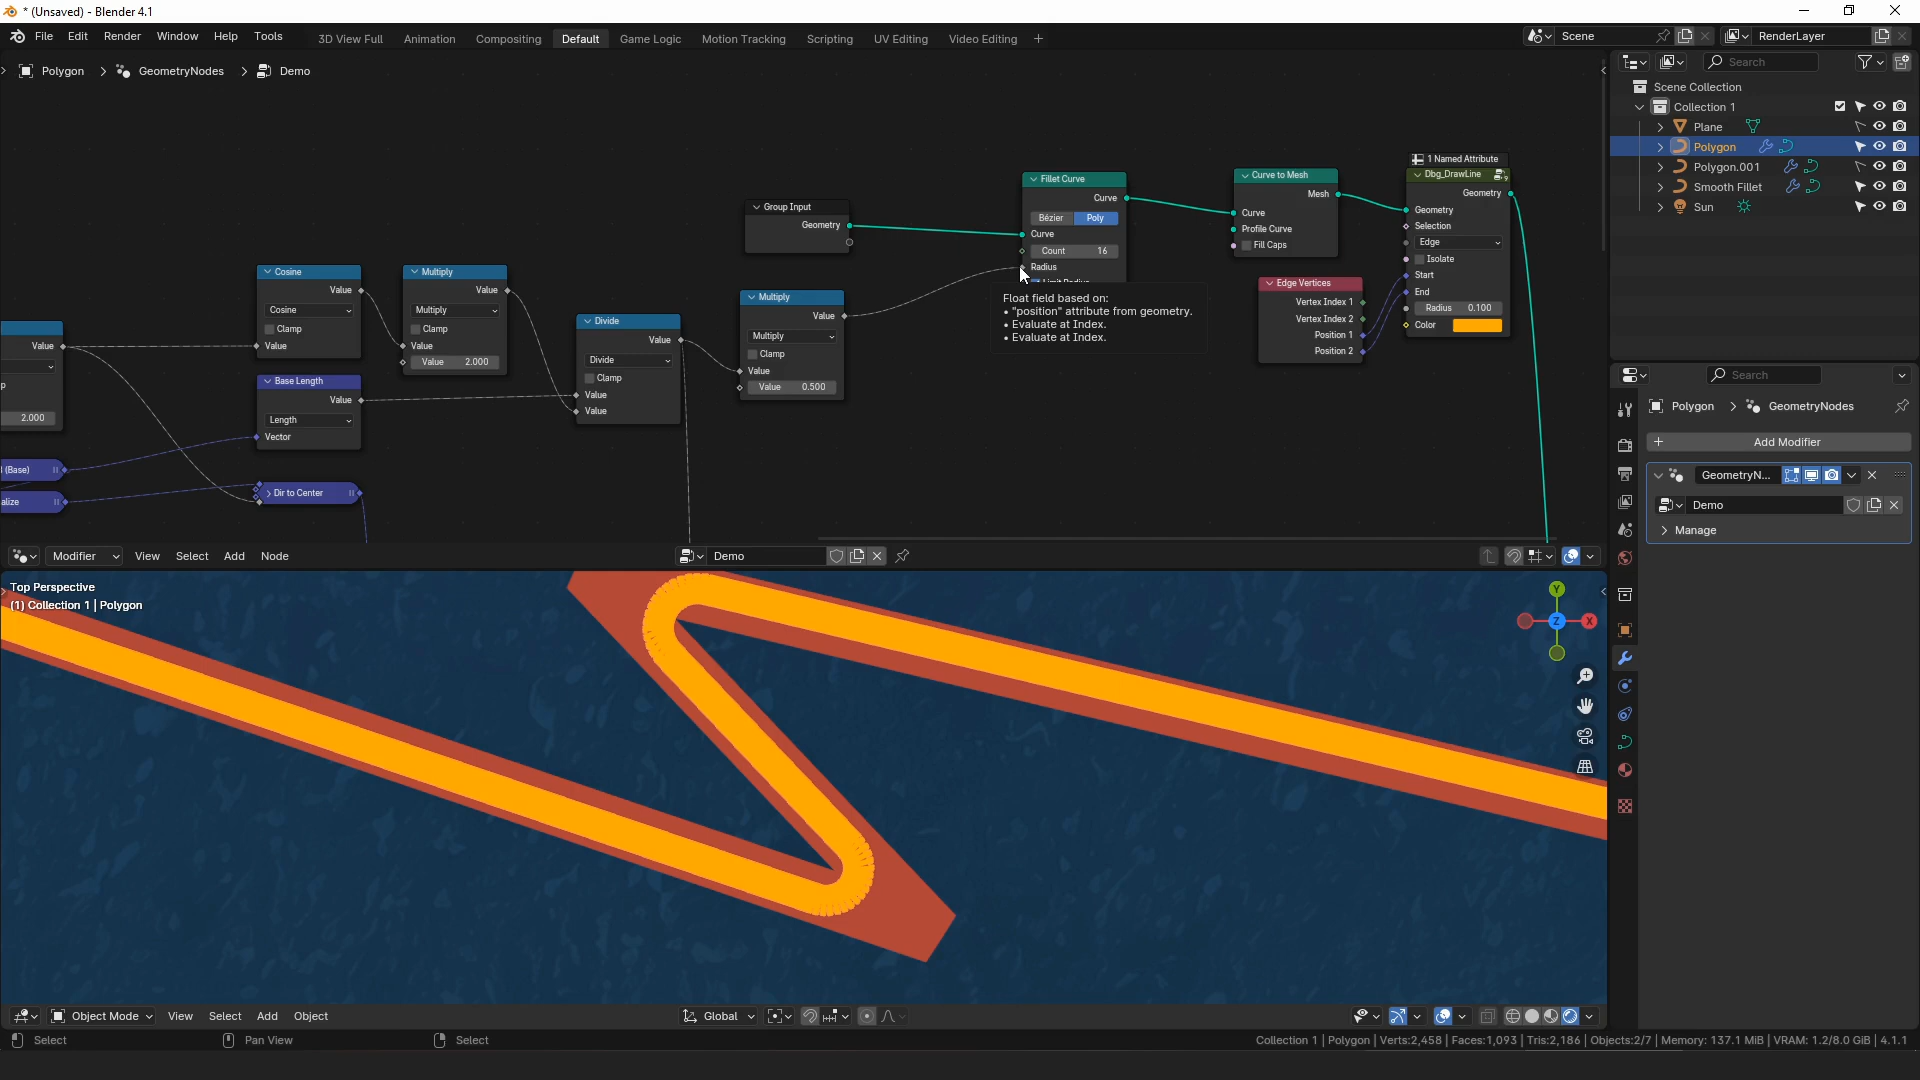 * (Unsaved) - Blender 4.1
File Edit Render Window Help Tools
3D View Full Animation Compositing Default Game Logic Motion Tracking Scripting UV Editing Video Editing
Scene
RenderLayer
Polygon > GeometryNodes > Demo
Group Input
Geometry
Fillet Curve
Curve
Bézier Poly
Curve
Count 16
Radius
Limit Radius
Float field based on:
• "position" attribute from geometry.
• Evaluate at Index.
• Evaluate at Index.
Curve to Mesh
Mesh
Curve
Profile Curve
Fill Caps
1 Named Attribute
Dbg_DrawLine
Geometry
Geometry
Selection
Edge
Isolate
Start
End
Radius 0.100
Color
Edge Vertices
Vertex Index 1
Vertex Index 2
Position 1
Position 2
Value
2.000
l (Base)
alize
Cosine
Value
Cosine
Clamp
Value
Multiply
Value
Multiply
Clamp
Value
Value 2.000
Base Length
Value
Length
Vector
Dir to Center
Divide
Value
Divide
Clamp
Value
Value
Multiply
Value
Multiply
Clamp
Value
Value 0.500
Modifier View Select Add Node
Demo
Top Perspective
(1) Collection 1 | Polygon
Y
Z
X
Object Mode View Select Add Object
Global
Select
Pan View
Select
Collection 1 | Polygon | Verts:2,458 | Faces:1,093 | Tris:2,186 | Objects:2/7 | Memory: 137.1 MiB | VRAM: 1.2/8.0 GiB | 4.1.1
Search
Scene Collection
Collection 1
Plane
Polygon
Polygon.001
Smooth Fillet
Sun
Search
Polygon > GeometryNodes
Add Modifier
GeometryN...
Demo
Manage